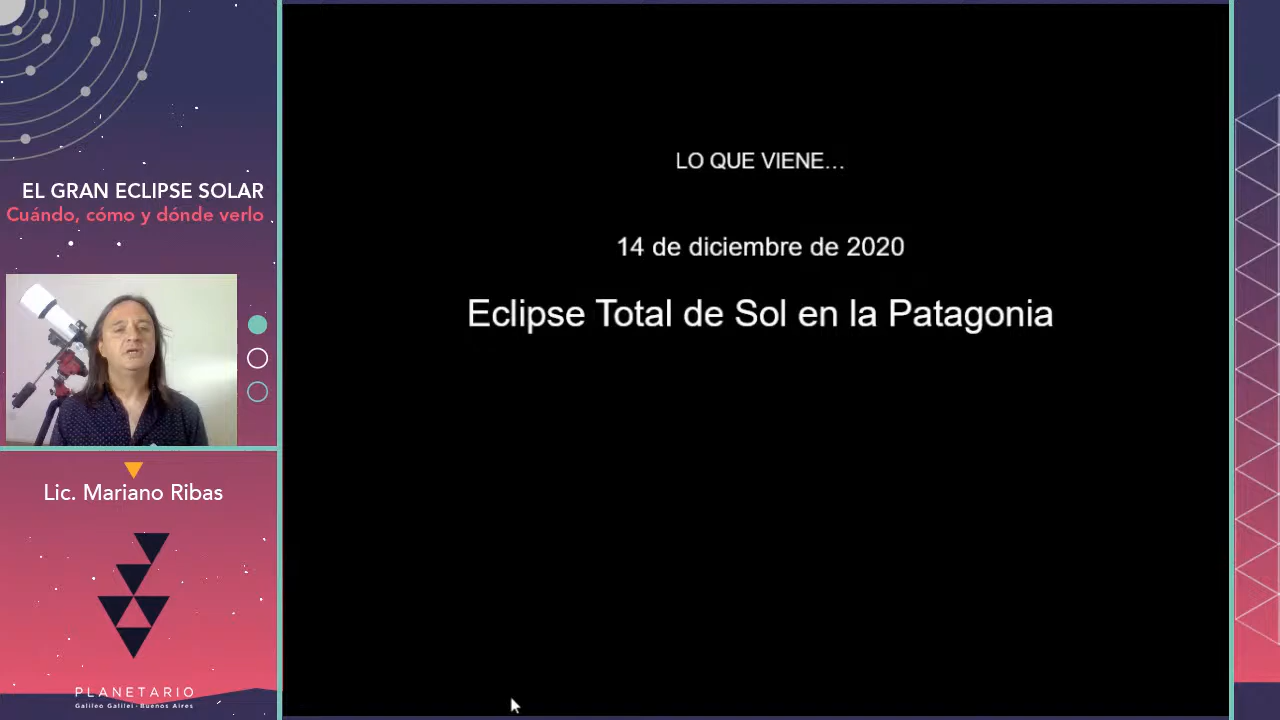 EL GRAN ECLIPSE SOLAR
Cuándo, cómo y dónde verlo
Lic. Mariano Ribas
PLANETARIO
Galileo Galilei - Buenos Aires
LO QUE VIENE...
14 de diciembre de 2020
Eclipse Total de Sol en la Patagonia